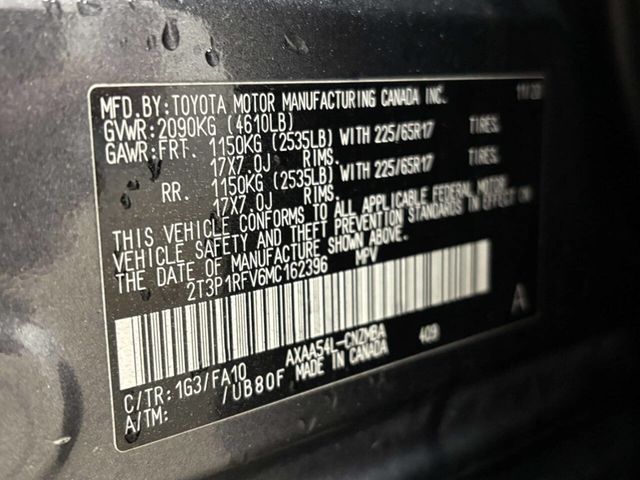 MFD.BY:TOYOTA MOTOR MANUFACTURING CANADA INC. 11/20
GVWR:2090KG (4610LB)
GAWR:FRT. 1150KG (2535LB) WITH 225/65R17 TIRES,
17X7.0J RIMS,
RR. 1150KG (2535LB) WITH 225/65R17 TIRES,
17X7.0J RIMS,
THIS VEHICLE CONFORMS TO ALL APPLICABLE FEDERAL MOTOR
VEHICLE SAFETY AND THEFT PREVENTION STANDARDS IN EFFECT ON
THE DATE OF MANUFACTURE SHOWN ABOVE.
2T3P1RFV6MC162396 MPV
A
AXAA54L-CNZMBA 409
C/TR:1G3/FA10 MADE IN CANADA
A/TM: /UB80F